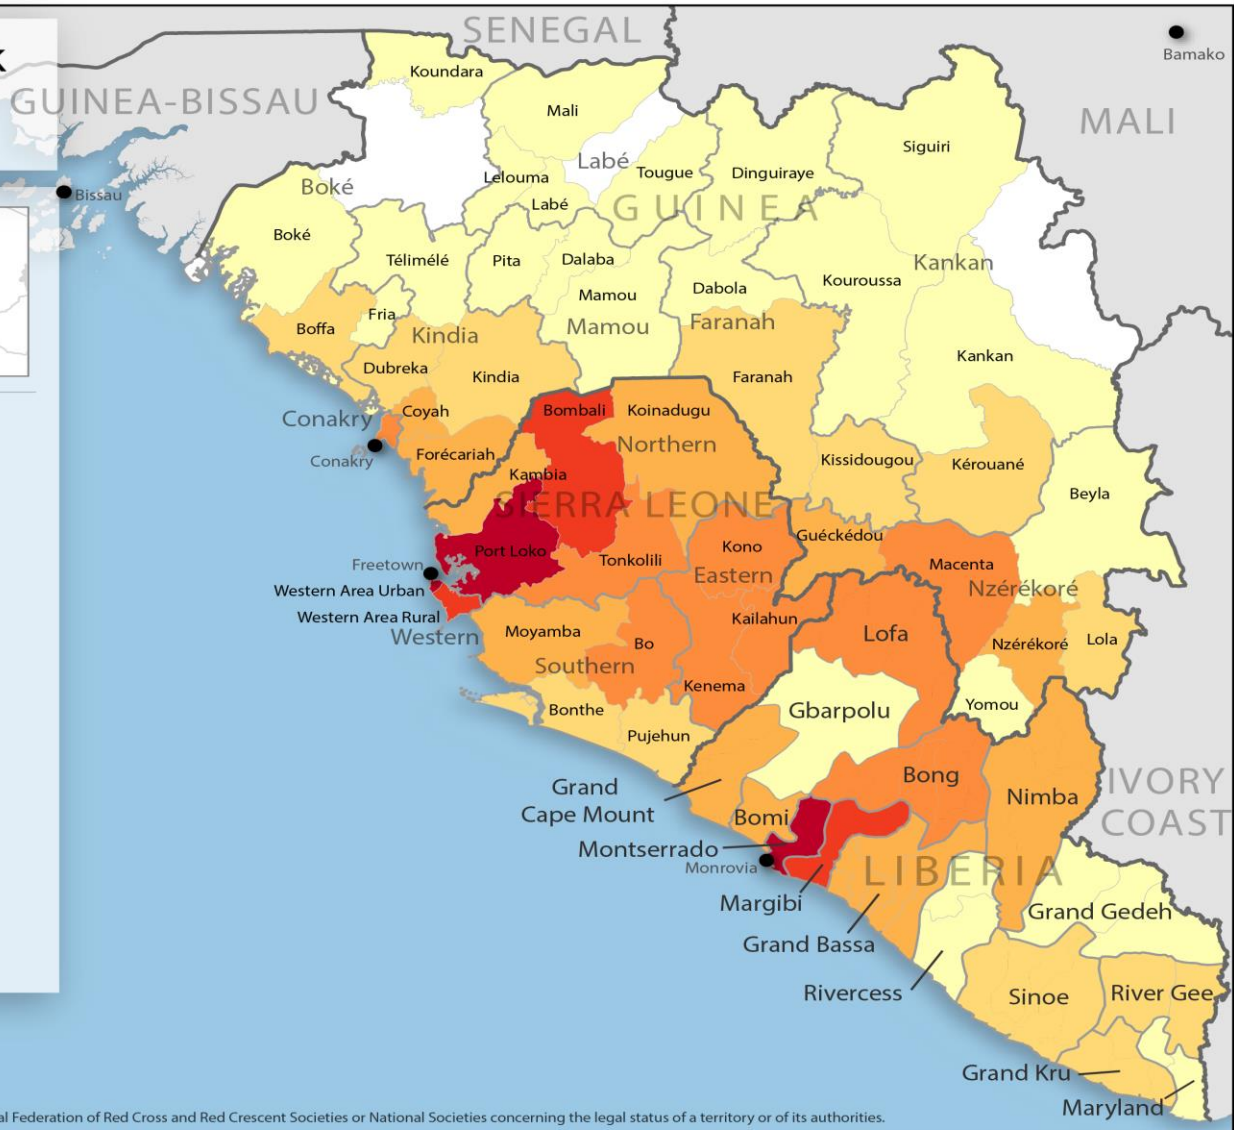 SENEGAL
Bamako
Koundara
GUINEA-BISSAU
Mali
MALI
Siguiri
Labé
Lelouma
Tougue
Dinguiraye
Boké
Bissau
Labé
GUINEA
Boké
Télimélé
Pita
Dalaba
Kankan
Kouroussa
Dabola
Mamou
Fria
Boffa
Kindia
Mamou
Faranah
Kankan
Dubreka
Kindia
Faranah
Coyah
Bombali
Koinadugu
Conakry
Northern
Forécariah
Conakry
Kissidougou
Kérouané
Kambia
Beyla
SIERRA LEONE
Guéckédou
Port Loko
Kono
Tonkolili
Macenta
Freetown
Eastern
Nzérékoré
Western Area Urban
Western Area Rural
Kailahun
Western
Moyamba
Lofa
Bo
Nzérékoré
Lola
Southern
Kenema
Yomou
Bonthe
Gbarpolu
Pujehun
Bong
IVORY
COAST
Grand
Cape Mount
Nimba
Bomi
Montserrado
Monrovia
LIBERIA
Margibi
Grand Gedeh
Grand Bassa
Rivercess
Sinoe
River Gee
Grand Kru
Maryland
al Federation of Red Cross and Red Crescent Societies or National Societies concerning the legal status of a territory or of its authorities.